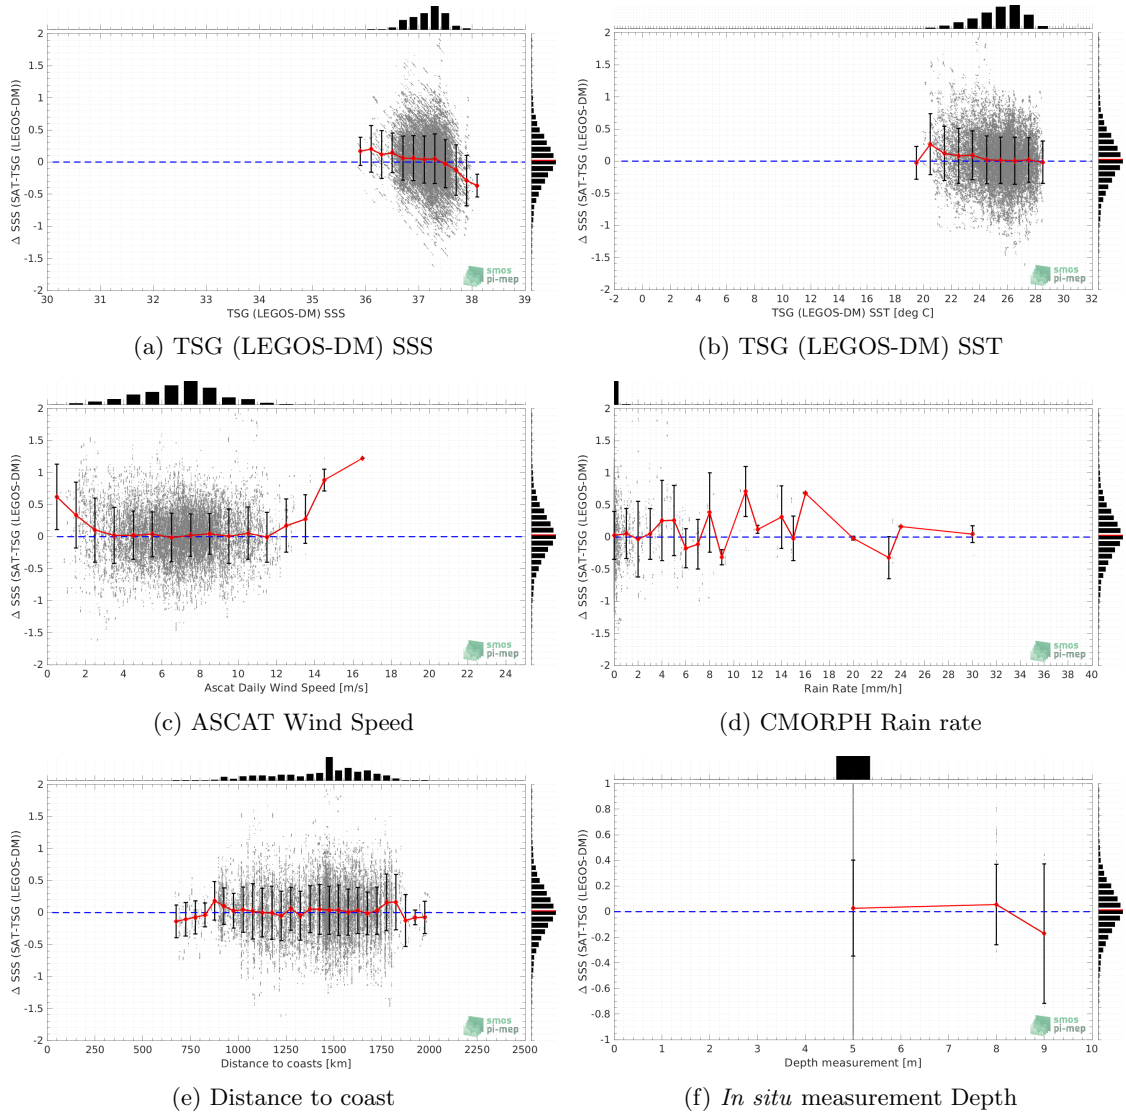 2
1.5
1
0.5
0
-0.5
-1
-1.5
-2
Δ SSS (SAT-TSG (LEGOS-DM))
30 31 32 33 34 35 36 37 38 39
TSG (LEGOS-DM) SSS
smos
pi-mep
(a) TSG (LEGOS-DM) SSS
2
1.5
1
0.5
0
-0.5
-1
-1.5
-2
Δ SSS (SAT-TSG (LEGOS-DM))
-2 0 2 4 6 8 10 12 14 16 18 20 22 24 26 28 30 32
TSG (LEGOS-DM) SST [deg C]
smos
pi-mep
(b) TSG (LEGOS-DM) SST
2
1.5
1
0.5
0
-0.5
-1
-1.5
-2
Δ SSS (SAT-TSG (LEGOS-DM))
0 2 4 6 8 10 12 14 16 18 20 22 24
Ascat Daily Wind Speed [m/s]
smos
pi-mep
(c) ASCAT Wind Speed
2
1.5
1
0.5
0
-0.5
-1
-1.5
-2
Δ SSS (SAT-TSG (LEGOS-DM))
0 2 4 6 8 10 12 14 16 18 20 22 24 26 28 30 32 34 36 38 40
Rain Rate [mm/h]
smos
pi-mep
(d) CMORPH Rain rate
2
1.5
1
0.5
0
-0.5
-1
-1.5
-2
Δ SSS (SAT-TSG (LEGOS-DM))
0 250 500 750 1000 1250 1500 1750 2000 2250 2500
Distance to coasts [km]
smos
pi-mep
(e) Distance to coast
1
0.8
0.6
0.4
0.2
0
-0.2
-0.4
-0.6
-0.8
-1
Δ SSS (SAT-TSG (LEGOS-DM))
0 1 2 3 4 5 6 7 8 9 10
Depth measurement [m]
smos
pi-mep
(f) In situ measurement Depth